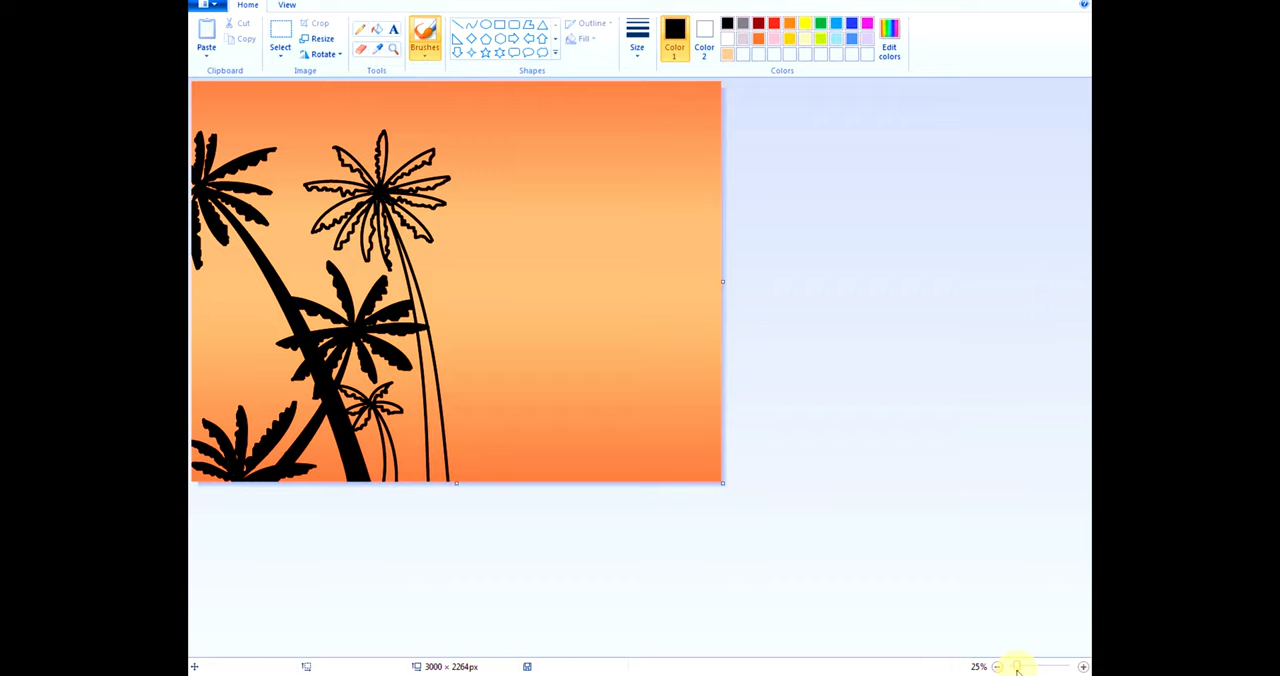 Home View
Paste
Cut
Copy
Clipboard
Select
Crop
Resize
Rotate
Image
A
Tools
Brushes
Outline
Fill
Shapes
Size
Color 1
Color 2
Edit colors
Colors
3000 × 2264px
25%